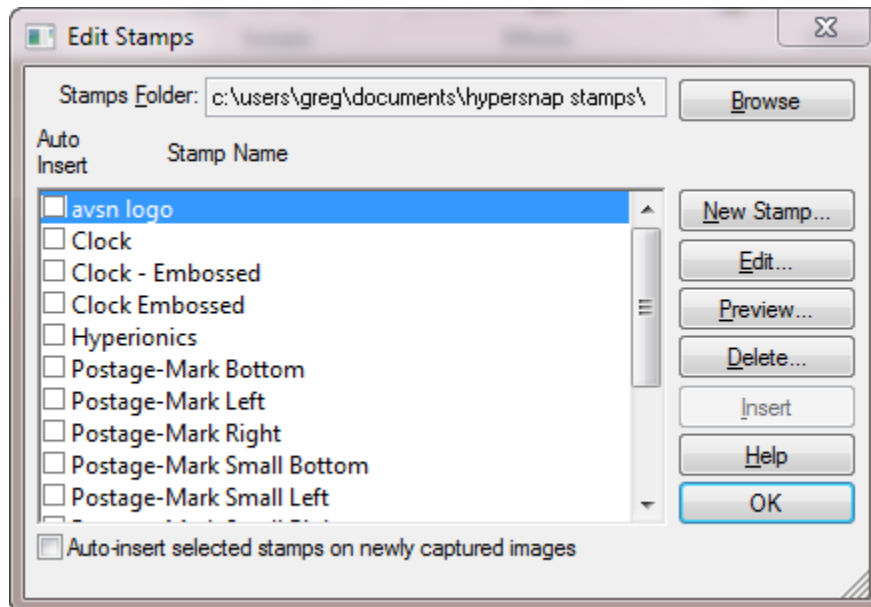 Edit Stamps
Stamps Folder: c:\users\greg\documents\hypersnap stamps\ Browse
Auto
Insert Stamp Name
avsn logo
Clock
Clock - Embossed
Clock Embossed
Hyperionics
Postage-Mark Bottom
Postage-Mark Left
Postage-Mark Right
Postage-Mark Small Bottom
Postage-Mark Small Left
New Stamp...
Edit...
Preview...
Delete...
Insert
Help
OK
Auto-insert selected stamps on newly captured images